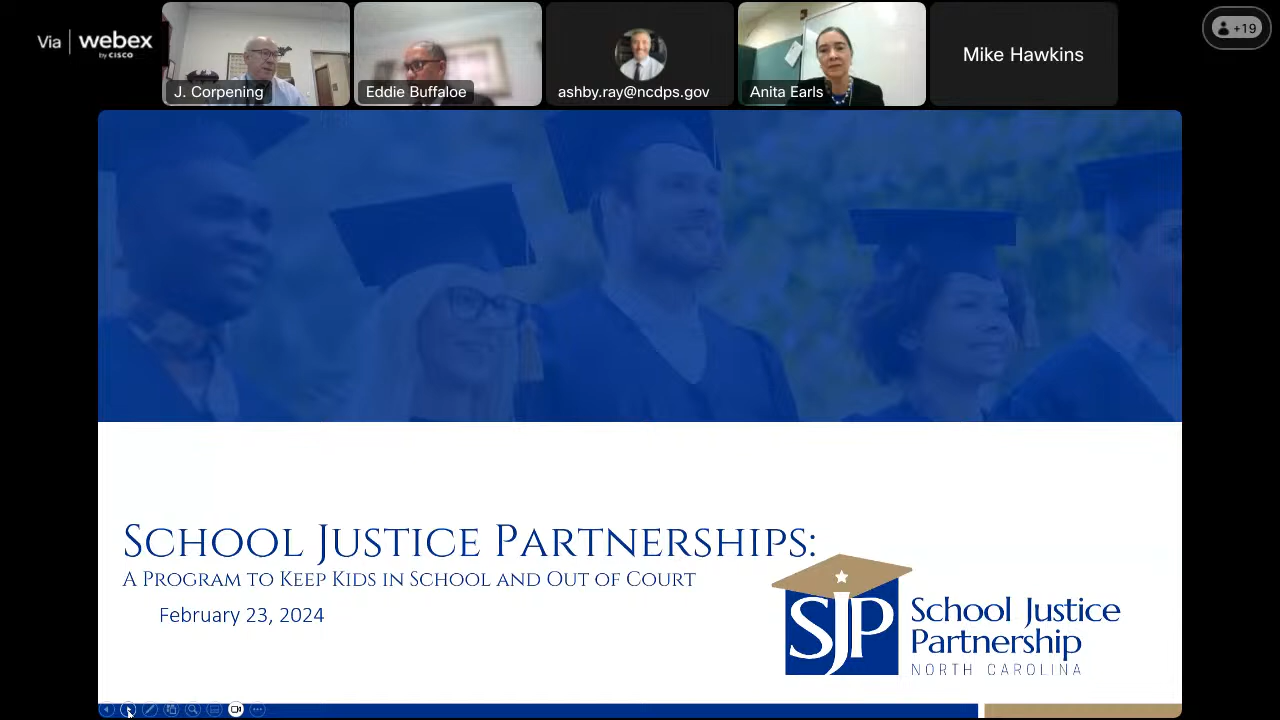 Via webex
by CISCO
J. Corpening
Eddie Buffaloe
ashby.ray@ncdps.gov
Anita Earls
Mike Hawkins
+19
School Justice Partnerships:
A Program to Keep Kids in School and Out of Court
February 23, 2024
SJP
School Justice
Partnership
NORTH CAROLINA